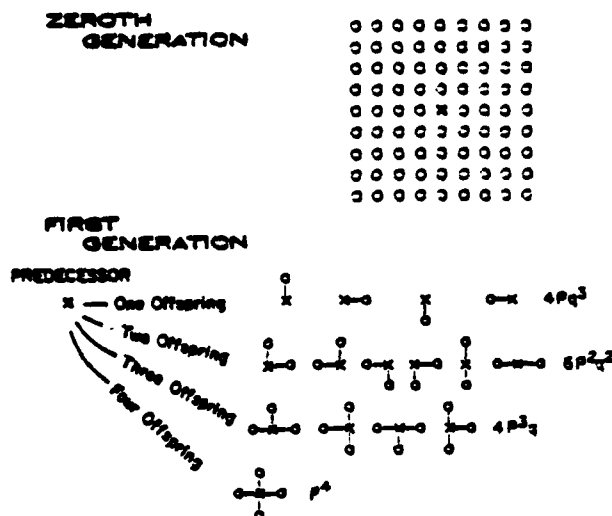 ZEROTH
GENERATION
FIRST
GENERATION
PREDECESSOR
x — One Offspring
4Pq³
Two Offspring
6P²q²
Three Offspring
4P³q
Four Offspring
P⁴